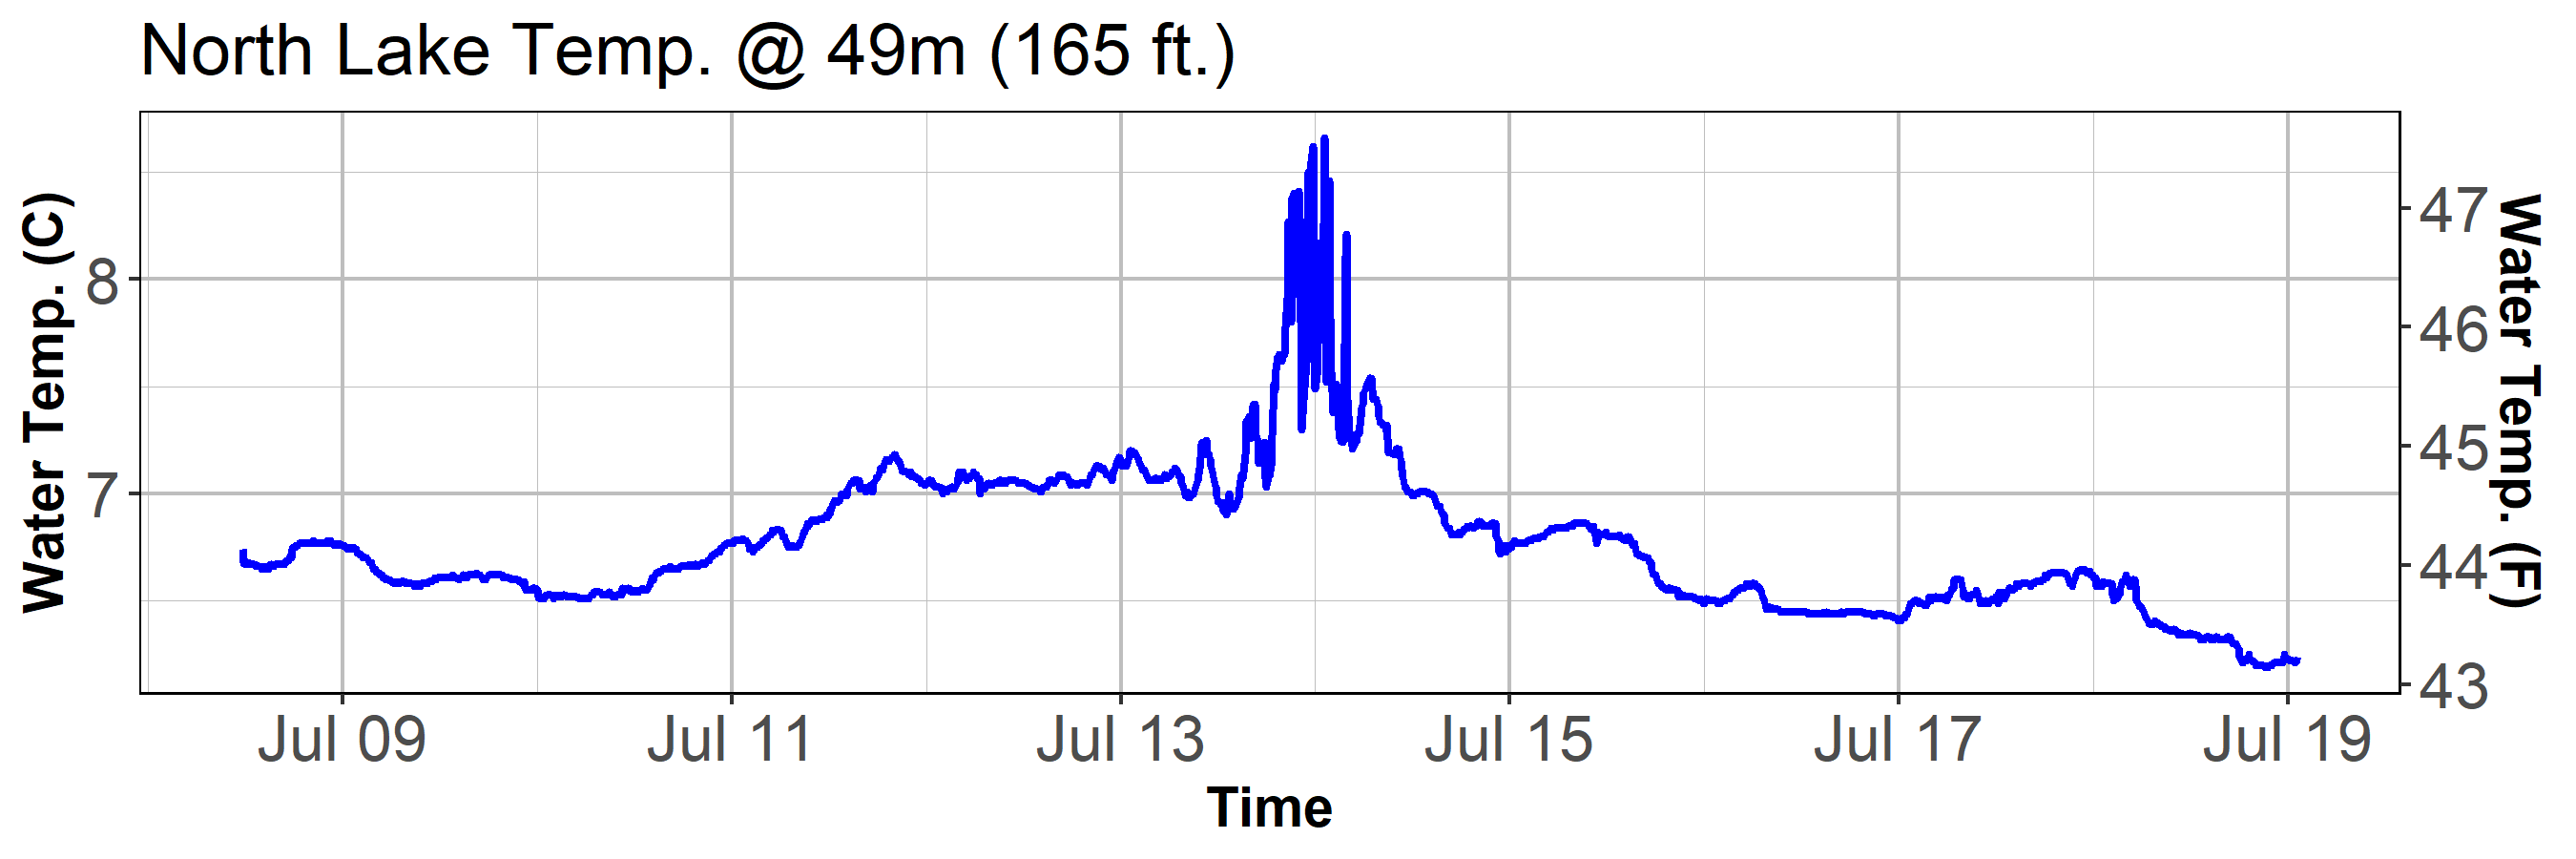 North Lake Temp. @ 49m (165 ft.)
Water Temp. (C)
8
7
47
46
45
44
43
Water Temp. (F)
Jul 09 Jul 11 Jul 13 Jul 15 Jul 17 Jul 19
Time